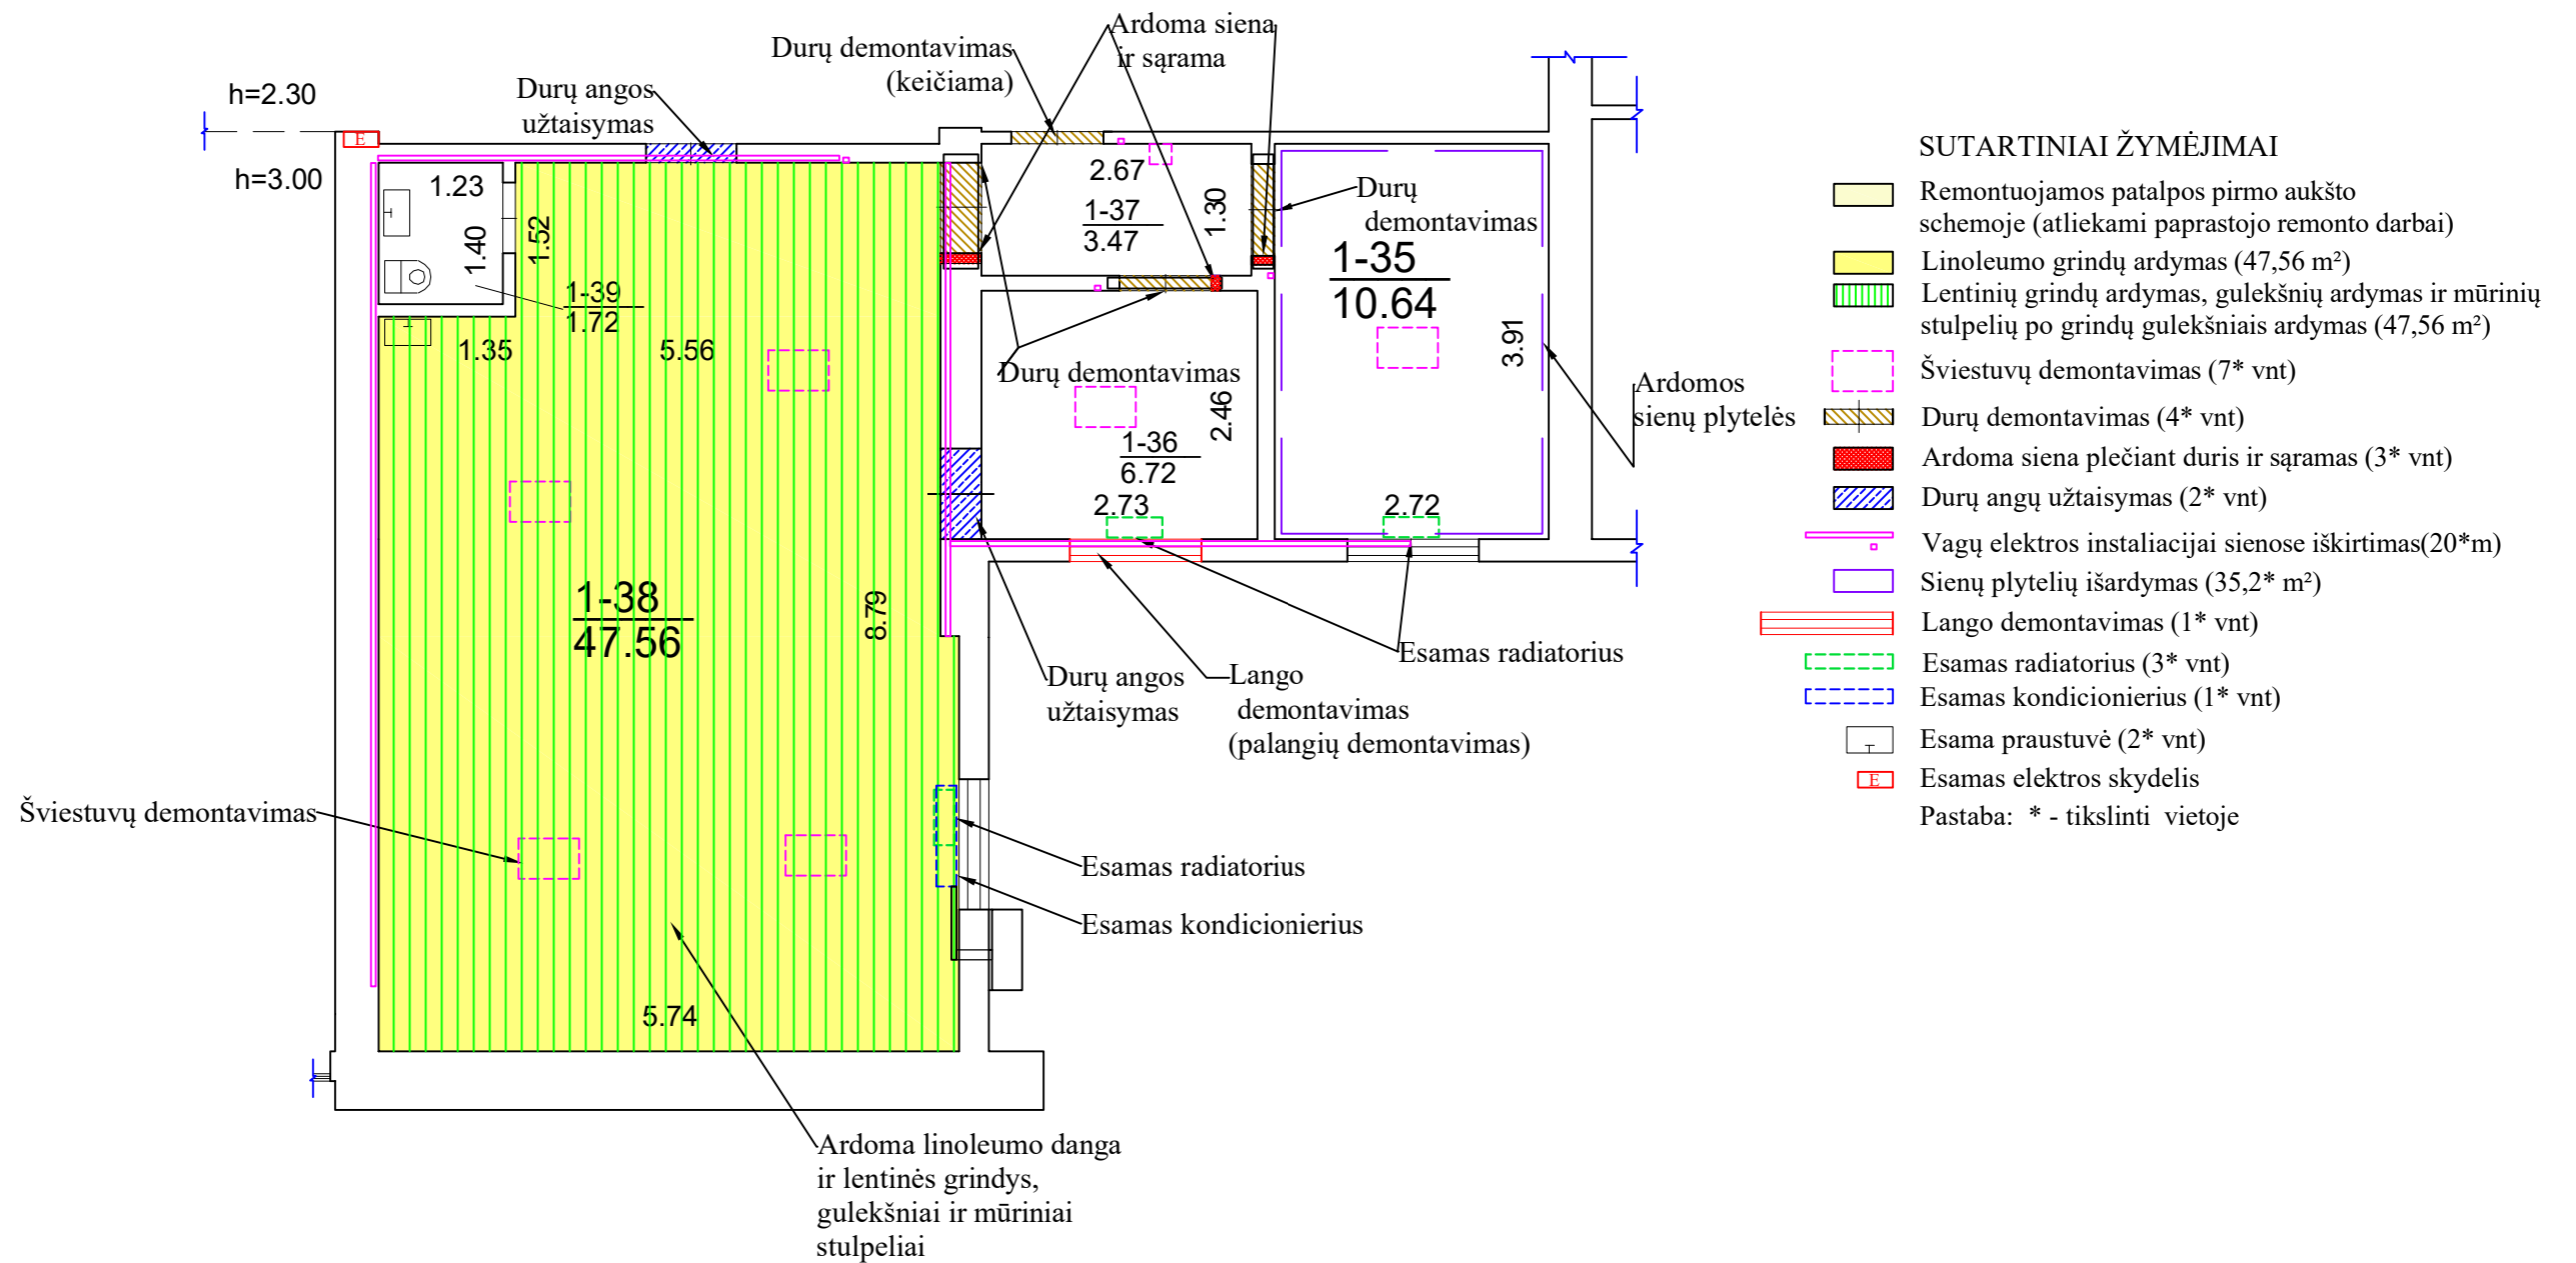 h=2.30
h=3.00
E
Durų angos
užtaisymas
Durų demontavimas
(keičiama)
Ardoma siena
ir sąrama
1.23
1.40
1.52
1-39
1.72
1.35
5.56
2.67
1-37
3.47
1.30
Durų
demontavimas
1-35
10.64
3.91
Durų demontavimas
2.46
1-36
6.72
2.73
2.72
Ardomos
sienų plytelės
1-38
47.56
8.79
Durų angos
užtaisymas
Lango
demontavimas
(palangių demontavimas)
Esamas radiatorius
Šviestuvų demontavimas
Esamas radiatorius
Esamas kondicionierius
5.74
Ardoma linoleumo danga
ir lentinės grindys,
gulekšniai ir mūriniai
stulpeliai
SUTARTINIAI ŽYMĖJIMAI
Remontuojamos patalpos pirmo aukšto
schemoje (atliekami paprastojo remonto darbai)
Linoleumo grindų ardymas (47,56 m²)
Lentinių grindų ardymas, gulekšnių ardymas ir mūrinių
stulpelių po grindų gulekšniais ardymas (47,56 m²)
Šviestuvų demontavimas (7* vnt)
Durų demontavimas (4* vnt)
Ardoma siena plečiant duris ir sąramas (3* vnt)
Durų angų užtaisymas (2* vnt)
Vagų elektros instaliacijai sienose iškirtimas(20*m)
Sienų plytelių išardymas (35,2* m²)
Lango demontavimas (1* vnt)
Esamas radiatorius (3* vnt)
Esamas kondicionierius (1* vnt)
Esama praustuvė (2* vnt)
E Esamas elektros skydelis
Pastaba: * - tikslinti vietoje